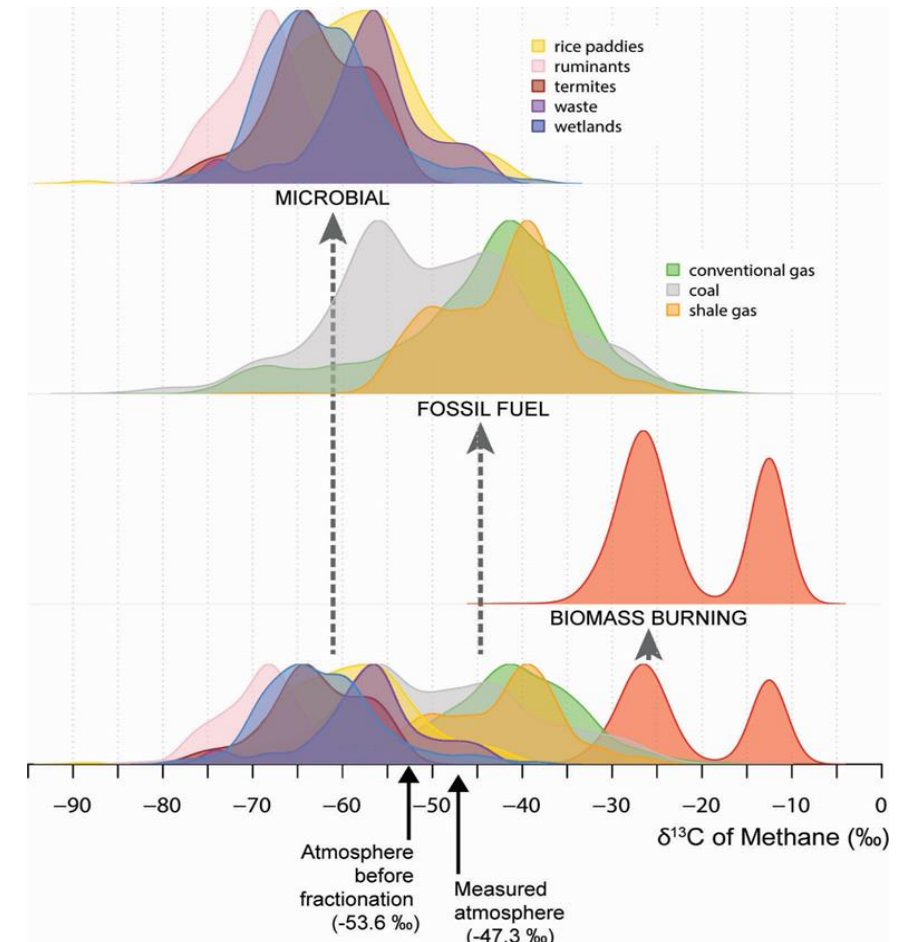 rice paddies
ruminants
termites
waste
wetlands
MICROBIAL
conventional gas
coal
shale gas
FOSSIL FUEL
BIOMASS BURNING
−90 −80 −70 −60 −50 −40 −30 −20 −10 0
δ¹³C of Methane (‰)
Atmosphere
before
fractionation
(-53.6 ‰)
Measured
atmosphere
(-47.3 ‰)